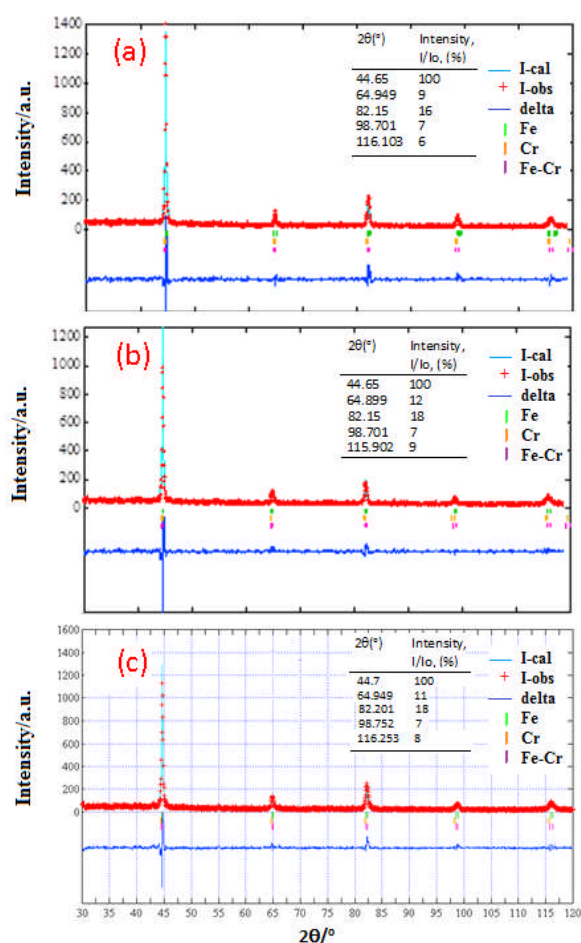 1400
1200
1000
800
600
400
200
0
Intensity/a.u.
(a)
2θ(°) Intensity, I/Io, (%)
44.65 100
64.949 9
82.15 16
98.701 7
116.103 6
I-cal
I-obs
delta
Fe
Cr
Fe-Cr
1200
1000
800
600
400
200
0
Intensity/a.u.
(b)
2θ(°) Intensity, I/Io, (%)
44.65 100
64.899 12
82.15 18
98.701 7
115.902 9
I-cal
I-obs
delta
Fe
Cr
Fe-Cr
1600
1400
1200
1000
800
600
400
200
0
Intensity/a.u.
(c)
2θ(°) Intensity, I/Io, (%)
44.7 100
64.949 11
82.201 18
98.752 7
116.253 8
I-cal
I-obs
delta
Fe
Cr
Fe-Cr
30 35 40 45 50 55 60 65 70 75 80 85 90 95 100 105 110 115 120
2θ/°